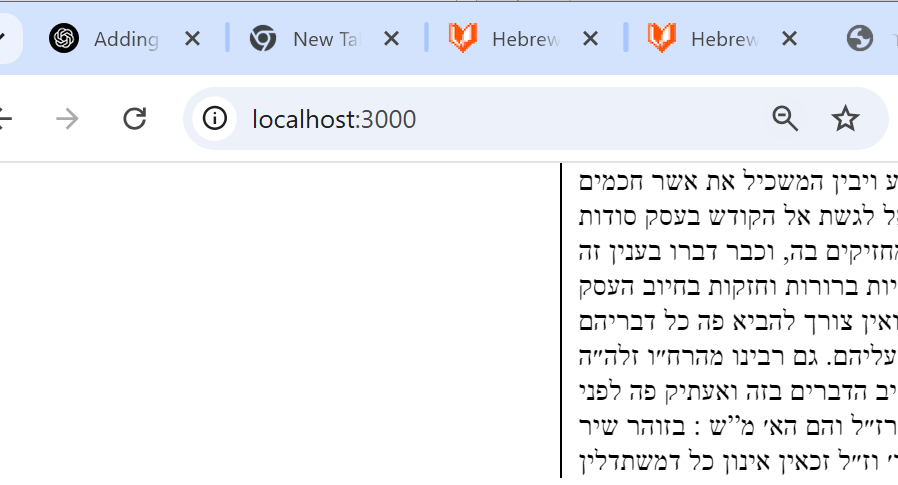 Adding
New Ta
Hebrew
Hebrew
localhost:3000
ויבין המשכיל את אשר חכמים
לגשת אל הקודש בעסק סודות
מחזיקים בה, וכבר דברו בענין זה
ברורות וחזקות בחיוב העסק
ואין צורך להביא פה כל דבריהם
עליהם. גם רבינו מהרח״ו זלה״ה
הדברים בזה ואעתיק פה לפני
רז״ל והם הא׳ מ״ש : בזוהר שיר
וז״ל זכאין אינון כל דמשתדלין